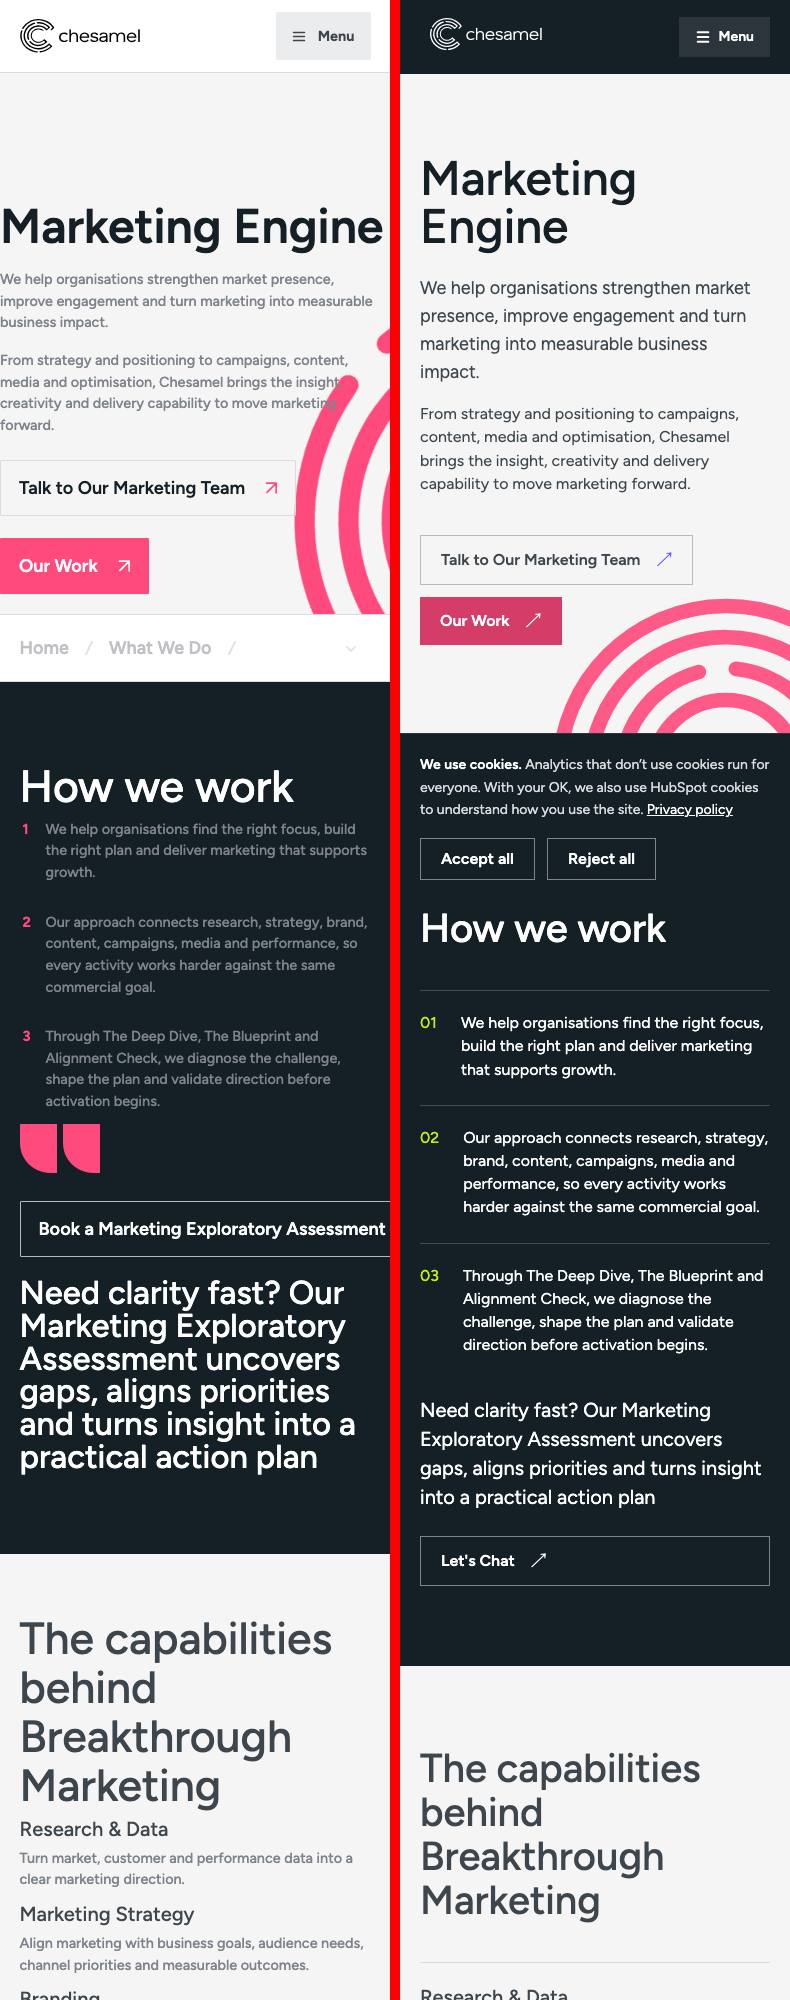 chesamel
Menu
Marketing Engine
We help organisations strengthen market presence,
improve engagement and turn marketing into measurable
business impact.
From strategy and positioning to campaigns, content,
media and optimisation, Chesamel brings the insight,
creativity and delivery capability to move marketing
forward.
Talk to Our Marketing Team
Our Work
Home / What We Do /
How we work
1 We help organisations find the right focus, build
the right plan and deliver marketing that supports
growth.
2 Our approach connects research, strategy, brand,
content, campaigns, media and performance, so
every activity works harder against the same
commercial goal.
3 Through The Deep Dive, The Blueprint and
Alignment Check, we diagnose the challenge,
shape the plan and validate direction before
activation begins.
Book a Marketing Exploratory Assessment
Need clarity fast? Our
Marketing Exploratory
Assessment uncovers
gaps, aligns priorities
and turns insight into a
practical action plan
The capabilities
behind
Breakthrough
Marketing
Research & Data
Turn market, customer and performance data into a
clear marketing direction.
Marketing Strategy
Align marketing with business goals, audience needs,
channel priorities and measurable outcomes.
Branding
chesamel
Menu
Marketing
Engine
We help organisations strengthen market
presence, improve engagement and turn
marketing into measurable business
impact.
From strategy and positioning to campaigns,
content, media and optimisation, Chesamel
brings the insight, creativity and delivery
capability to move marketing forward.
Talk to Our Marketing Team
Our Work
We use cookies. Analytics that don't use cookies run for
everyone. With your OK, we also use HubSpot cookies
to understand how you use the site. Privacy policy
Accept all
Reject all
How we work
01 We help organisations find the right focus,
build the right plan and deliver marketing
that supports growth.
02 Our approach connects research, strategy,
brand, content, campaigns, media and
performance, so every activity works
harder against the same commercial goal.
03 Through The Deep Dive, The Blueprint and
Alignment Check, we diagnose the
challenge, shape the plan and validate
direction before activation begins.
Need clarity fast? Our Marketing
Exploratory Assessment uncovers
gaps, aligns priorities and turns insight
into a practical action plan
Let's Chat
The capabilities
behind
Breakthrough
Marketing
Research & Data